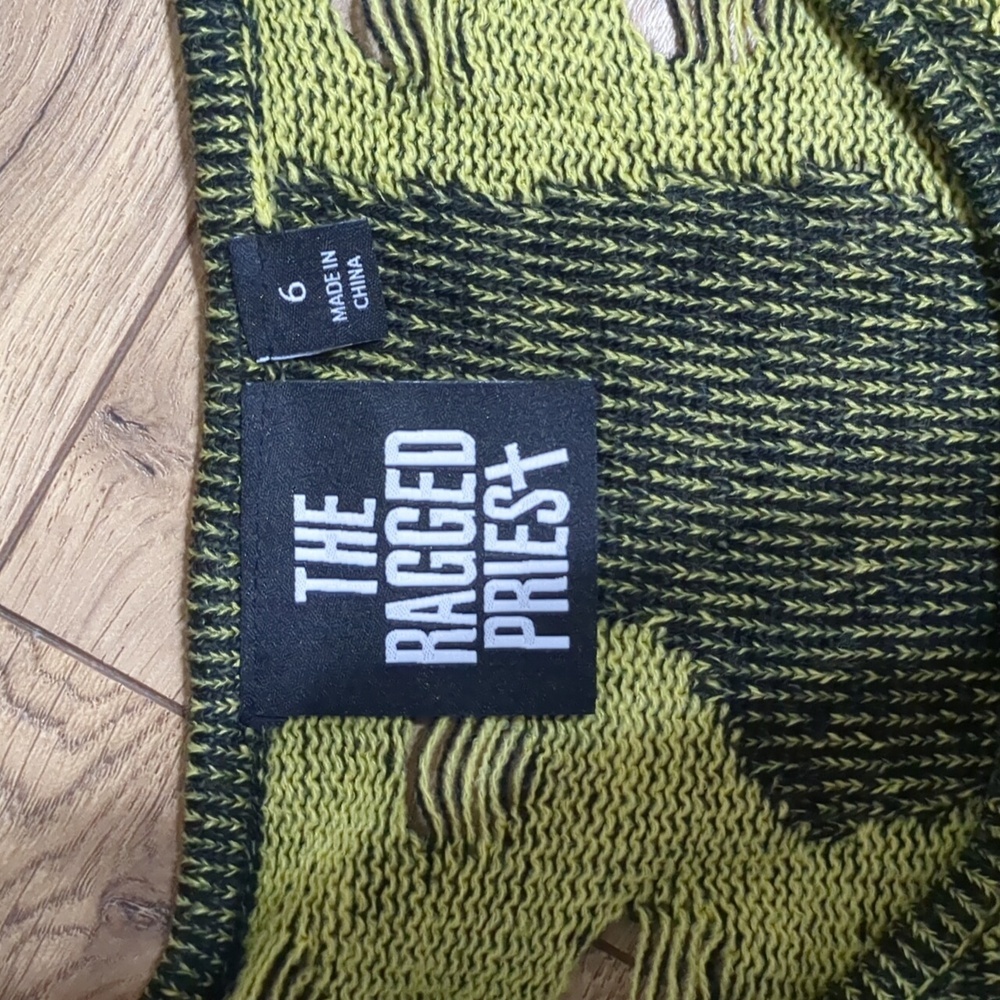 6
MADE IN
CHINA
THE
RAGGED
PRIEST